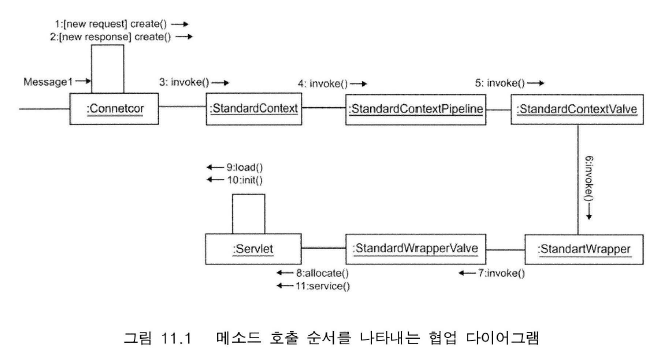 1:[new request] create()
2:[new response] create()
Message1
3: invoke()
4: invoke()
5: invoke()
:Connetcor
:StandardContext
:StandardContextPipeline
:StandardContextValve
9:load()
10:init()
6:invoke()
:Servlet
:StandardWrapperValve
:StandartWrapper
8:allocate()
7:invoke()
11:service()
그림 11.1 메소드 호출 순서를 나타내는 협업 다이어그램